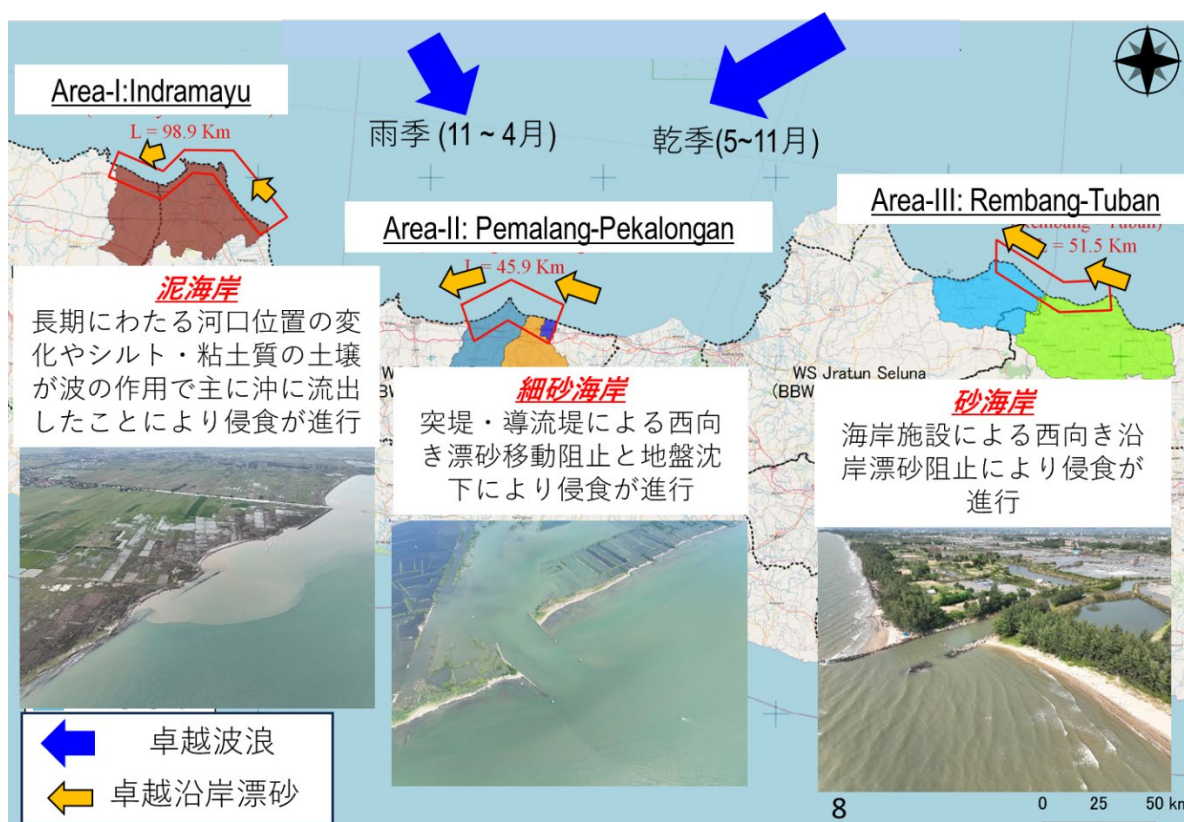 Area-I:Indramayu
L = 98.9 Km
雨季 (11 ~ 4月)
乾季(5~11月)
Area-II: Pemalang-Pekalongan
L = 45.9 Km
Area-III: Rembang-Tuban
Rembang - Tuban)
= 51.5 Km
泥海岸
長期にわたる河口位置の変
化やシルト・粘土質の土壌
が波の作用で主に沖に流出
したことにより侵食が進行
WS Jratun Seluna
(BBW
細砂海岸
突堤・導流堤による西向
き漂砂移動阻止と地盤沈
下により侵食が進行
砂海岸
海岸施設による西向き沿
岸漂砂阻止により侵食が
進行
卓越波浪
卓越沿岸漂砂
8
0 25 50 km